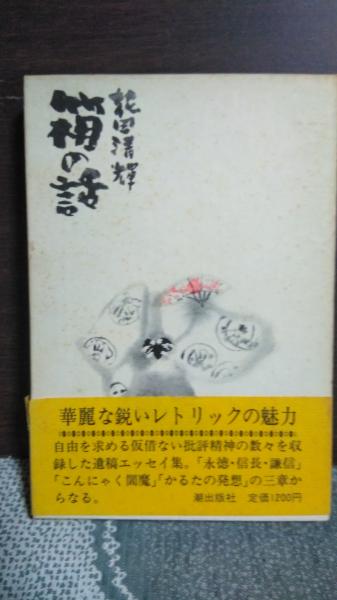 箱の話
花田清輝
華麗な鋭いレトリックの魅力
自由を求める仮借ない批評精神の数々を収
録した遺稿エッセイ集。「永徳・信長・謙信」
「こんにゃく閻魔」「かるたの発想」の三章か
らなる。
潮出版社 定価1200円